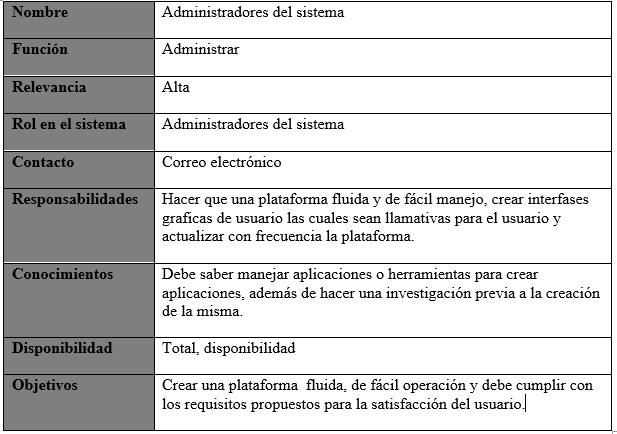 Nombre Administradores del sistema
Función Administrar
Relevancia Alta
Rol en el sistema Administradores del sistema
Contacto Correo electrónico
Responsabilidades Hacer que una plataforma fluida y de fácil manejo, crear interfases
graficas de usuario las cuales sean llamativas para el usuario y
actualizar con frecuencia la plataforma.
Conocimientos Debe saber manejar aplicaciones o herramientas para crear
aplicaciones, además de hacer una investigación previa a la creación
de la misma.
Disponibilidad Total, disponibilidad
Objetivos Crear una plataforma fluida, de fácil operación y debe cumplir con
los requisitos propuestos para la satisfacción del usuario.